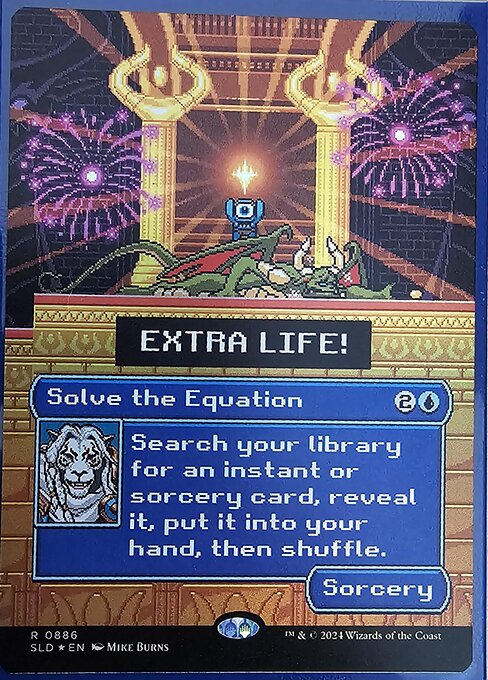 EXTRA LIFE!
Solve the Equation 2
Search your library
for an instant or
sorcery card, reveal
it, put it into your
hand, then shuffle.
Sorcery
R 0886
SLD ★ EN Mike Burns
™ & © 2024 Wizards of the Coast